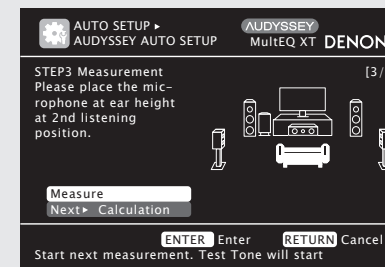 AUTO SETUP ▸
AUDYSSEY AUTO SETUP
AUDYSSEY
MultEQ XT DENON
STEP3 Measurement
[3/
Please place the mic-
rophone at ear height
at 2nd listening
position.
Measure
Next▸ Calculation
ENTER Enter RETURN Cancel
Start next measurement. Test Tone will start